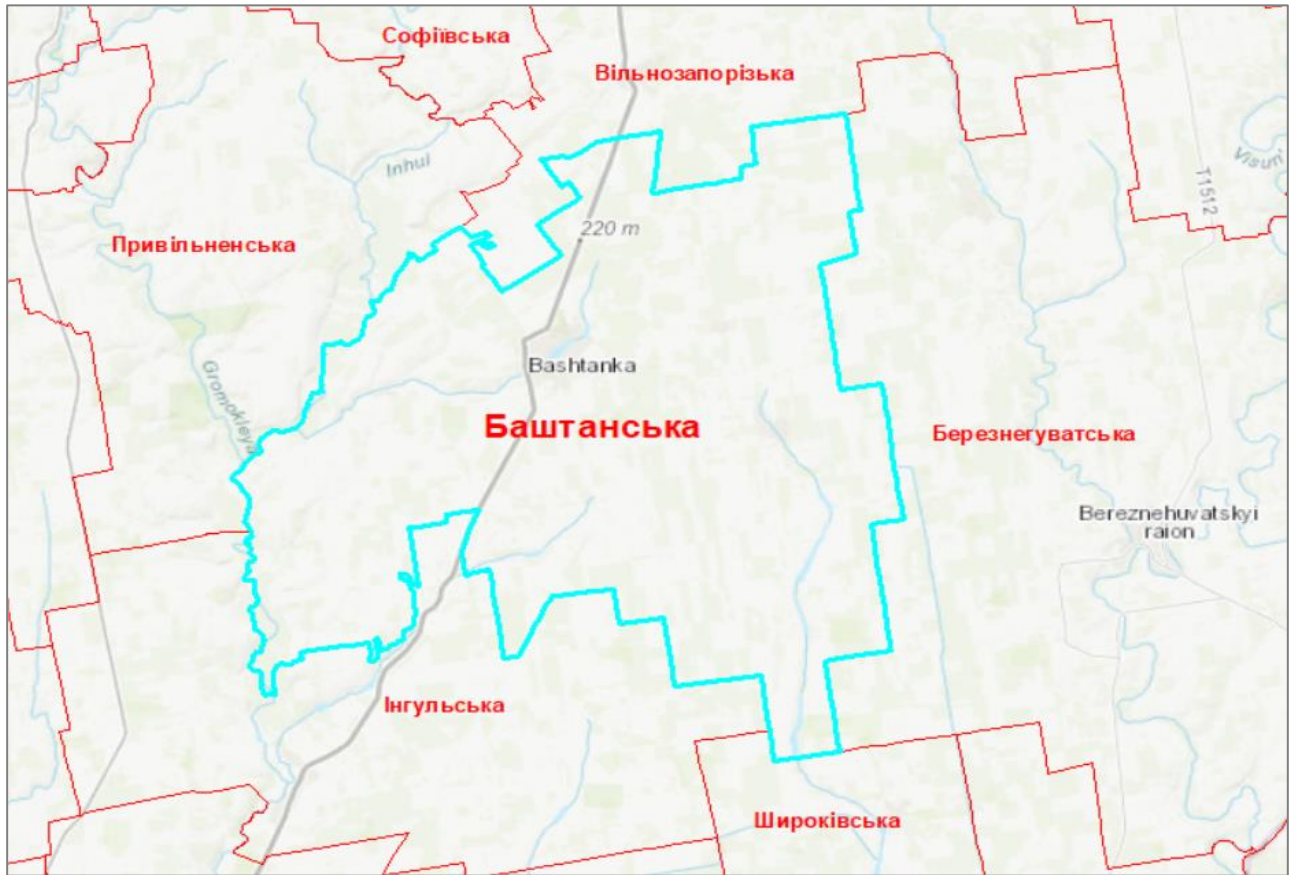 Софіївська
Вільнозапорізька
Inhul
Visun'
T1512
Привільненська
220 m
Gromokleya
Bashtanka
Баштанська
Березнегуватська
Bereznehuvatskyi
raion
Інгульська
Широківська